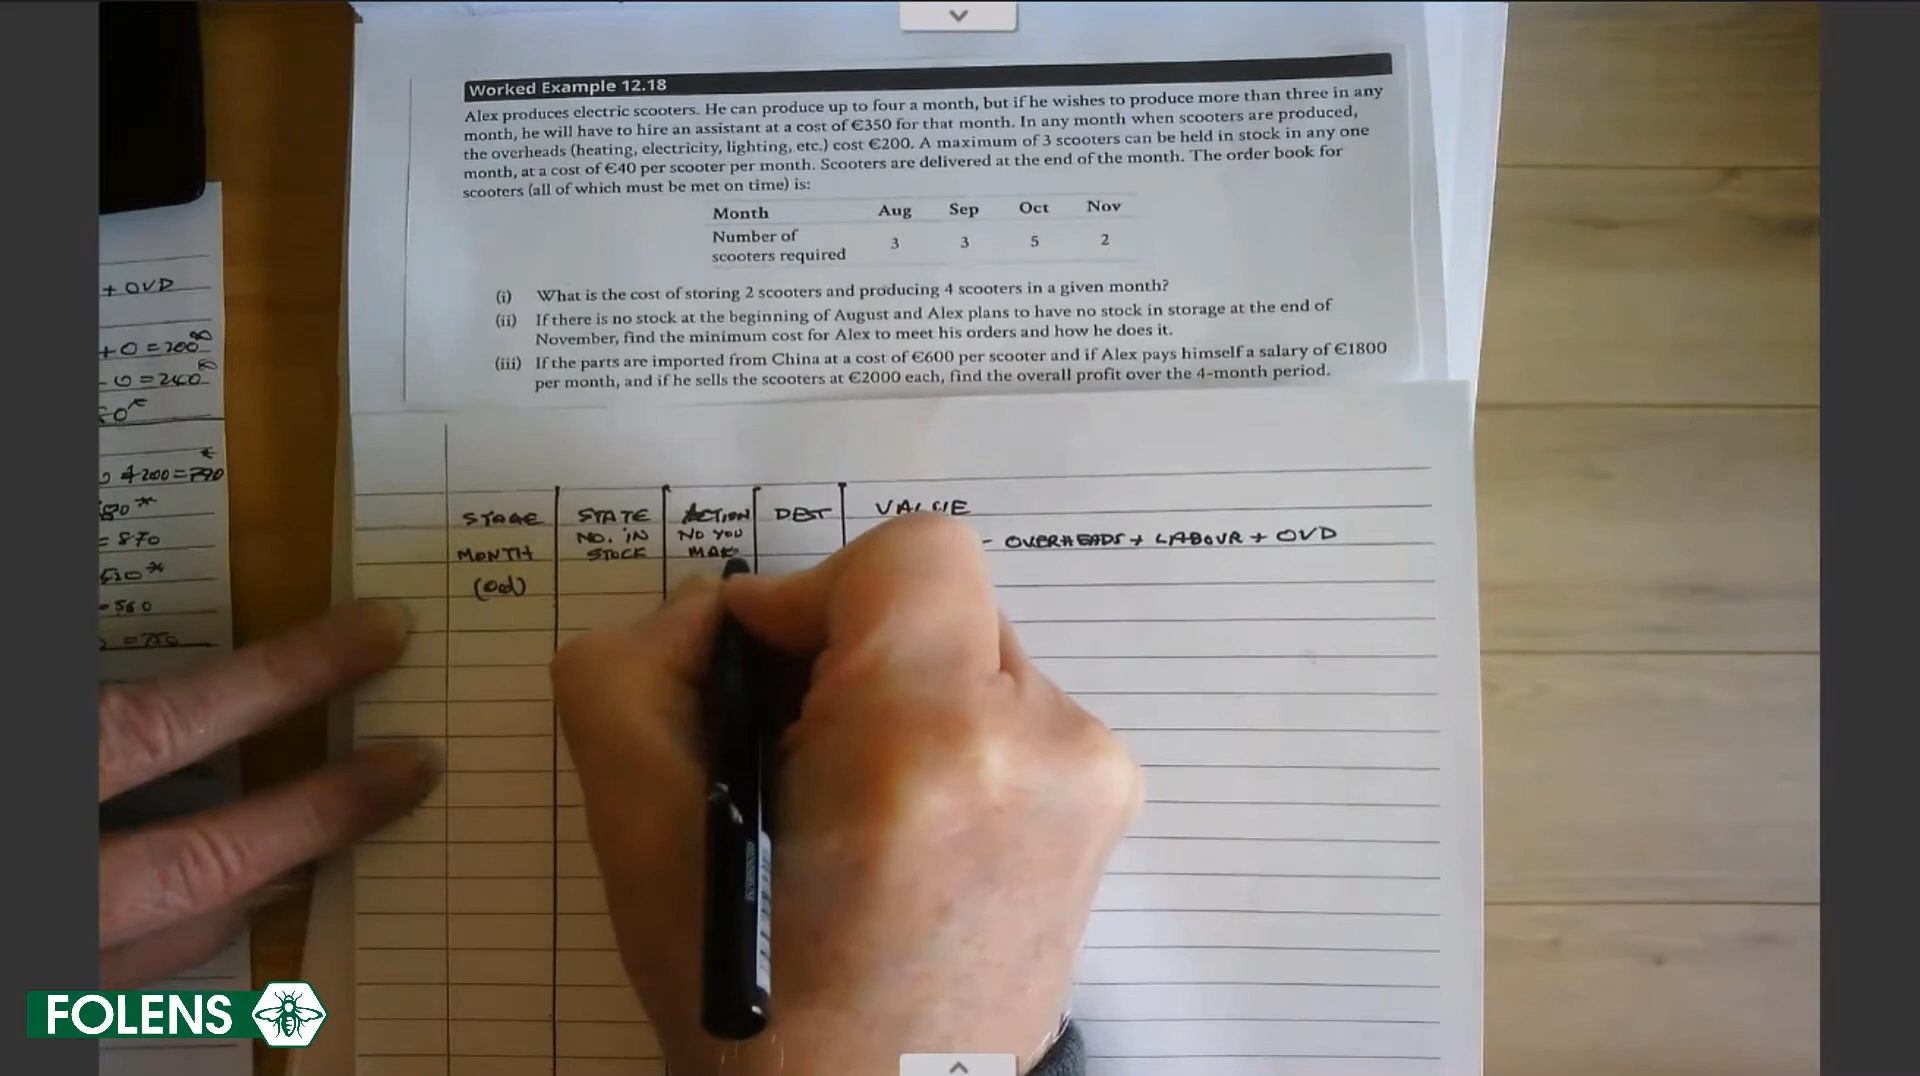 Worked Example 12.18
Alex produces electric scooters. He can produce up to four a month, but if he wishes to produce more than three in any
month, he will have to hire an assistant at a cost of €350 for that month. In any month when scooters are produced,
the overheads (heating, electricity, lighting, etc.) cost €200. A maximum of 3 scooters can be held in stock in any one
month, at a cost of €40 per scooter per month. Scooters are delivered at the end of the month. The order book for
scooters (all of which must be met on time) is:
Month Aug Sep Oct Nov
Number of
scooters required 3 3 5 2
(i) What is the cost of storing 2 scooters and producing 4 scooters in a given month?
(ii) If there is no stock at the beginning of August and Alex plans to have no stock in storage at the end of
November, find the minimum cost for Alex to meet his orders and how he does it.
(iii) If the parts are imported from China at a cost of €600 per scooter and if Alex pays himself a salary of €1800
per month, and if he sells the scooters at €2000 each, find the overall profit over the 4-month period.
+ OVD
+0 = 200
= 240
4200 =
= 870
= 560
STAGE STATE ACTION DEST VALUE
MONTH NO. IN STOCK NO YOU MAK - OVERHEADS + LABOUR + OVD
(Od)
FOLENS